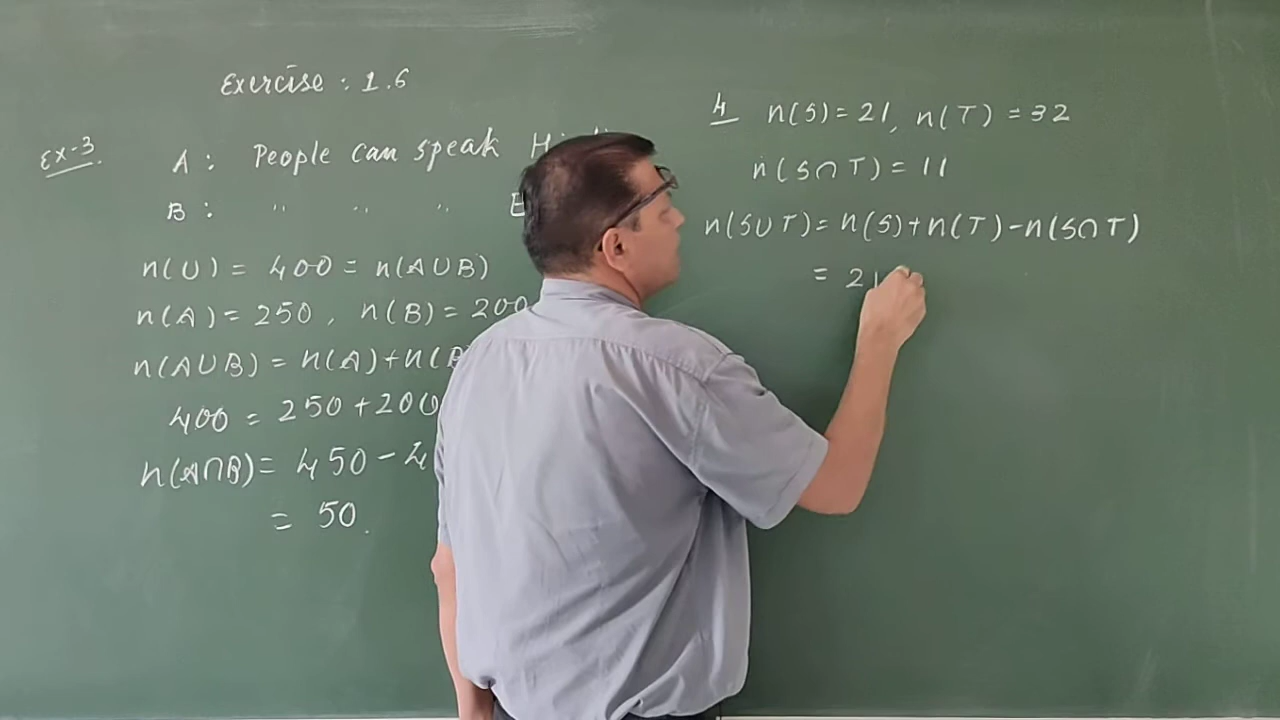 Exercise : 1.6
Ex-3. A : People can speak
B : " " "
n(U) = 400 = n(A∪B)
n(A) = 250 , n(B) = 200
n(A∪B) = n(A)+n(B
400 = 250 + 200
n(A∩B) = 450 - 4
= 50.
4 n(S) = 21, n(T) = 32
n(S∩T) = 11
n(S∪T) = n(S)+n(T)-n(S∩T)
= 21